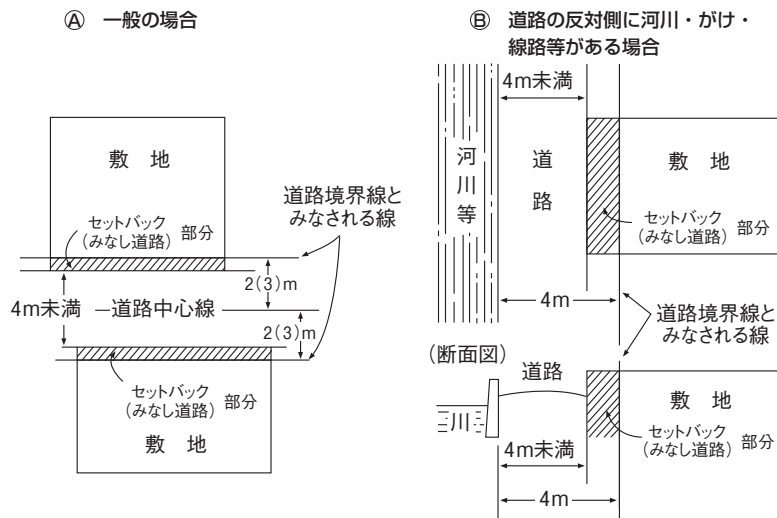 Ⓐ 一般の場合
敷 地
セットバック
(みなし道路) 部分
道路境界線と
みなされる線
2(3)m
4m未満
道路中心線
2(3)m
セットバック
(みなし道路) 部分
敷 地
Ⓑ 道路の反対側に河川・がけ・
線路等がある場合
4m未満
河川等
道路
敷 地
セットバック
(みなし道路) 部分
4m
道路境界線と
みなされる線
(断面図)
道路
川
敷 地
セットバック
(みなし道路) 部分
4m未満
4m